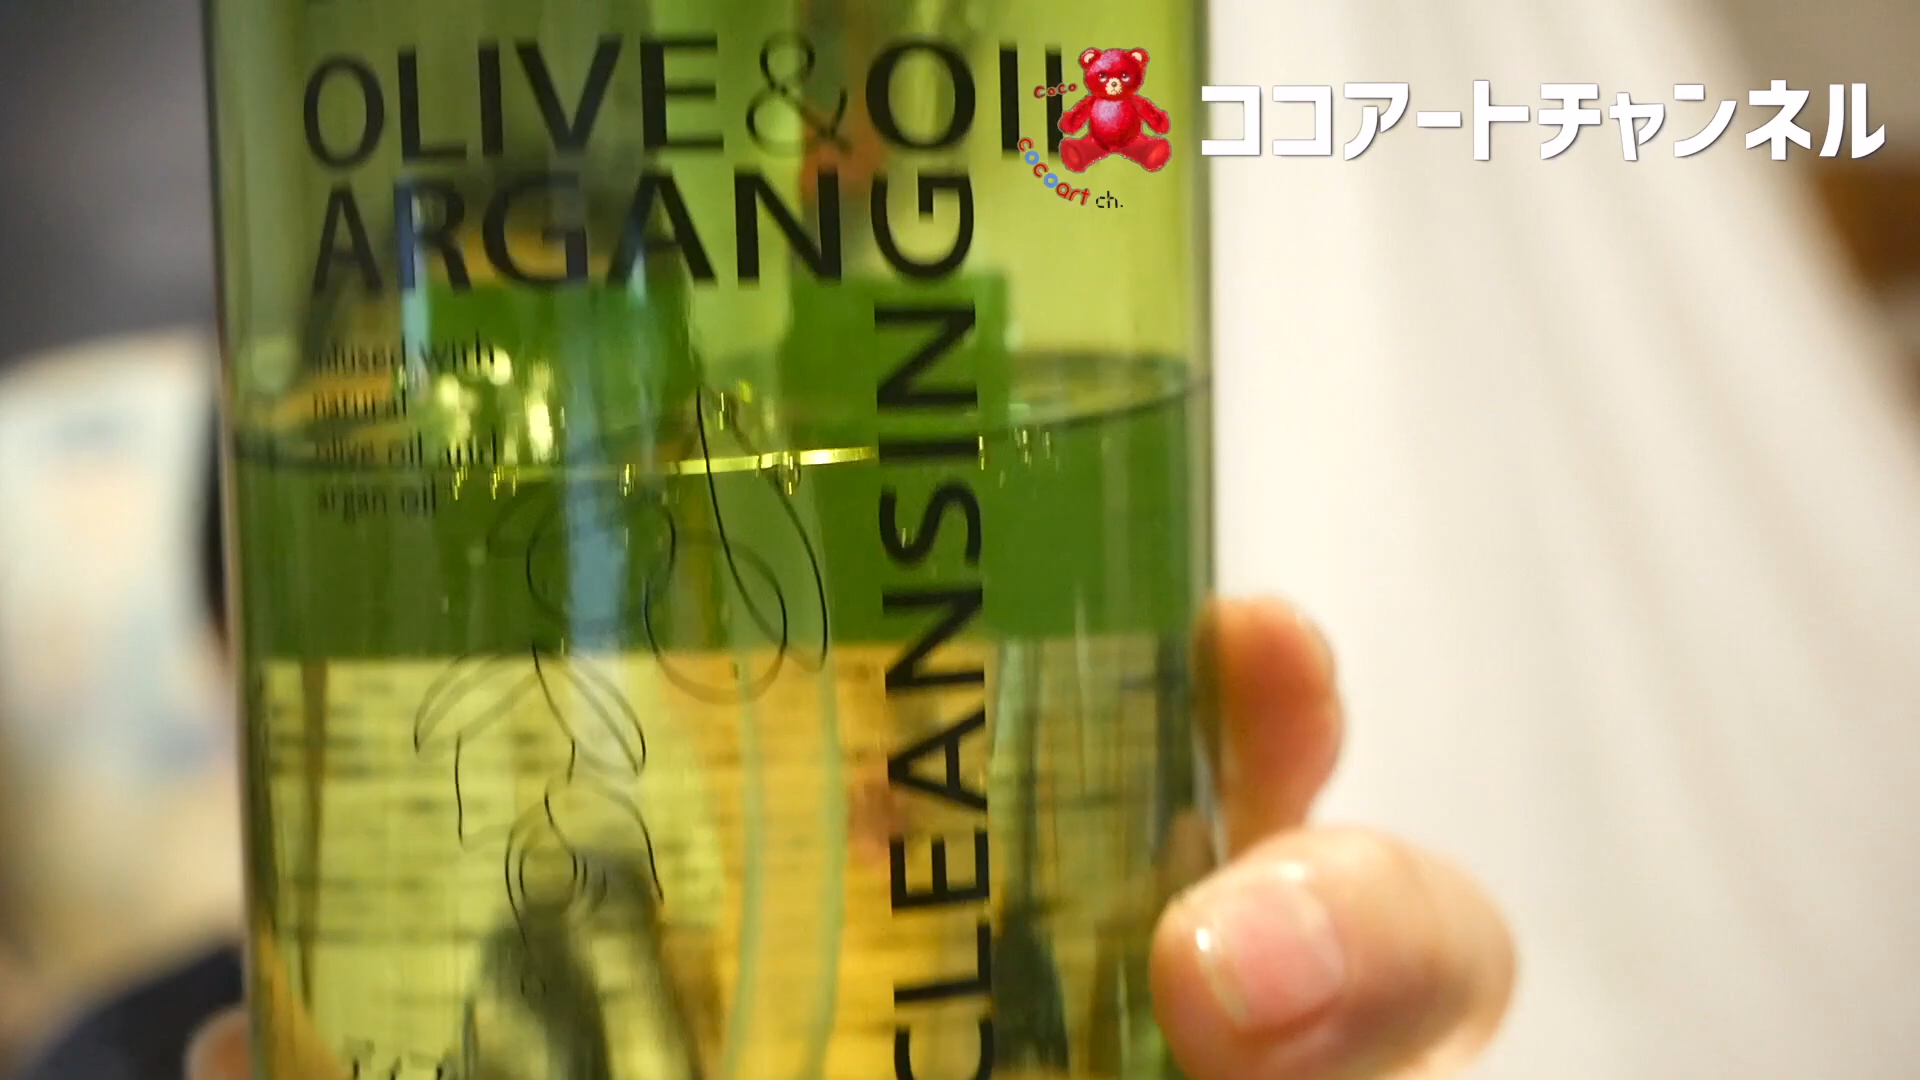 OLIVE & OIL
ARGAN
CLEANSING
infused with
natural
olive oil and
argan oil
coco
cocoart ch.
ココアートチャンネル